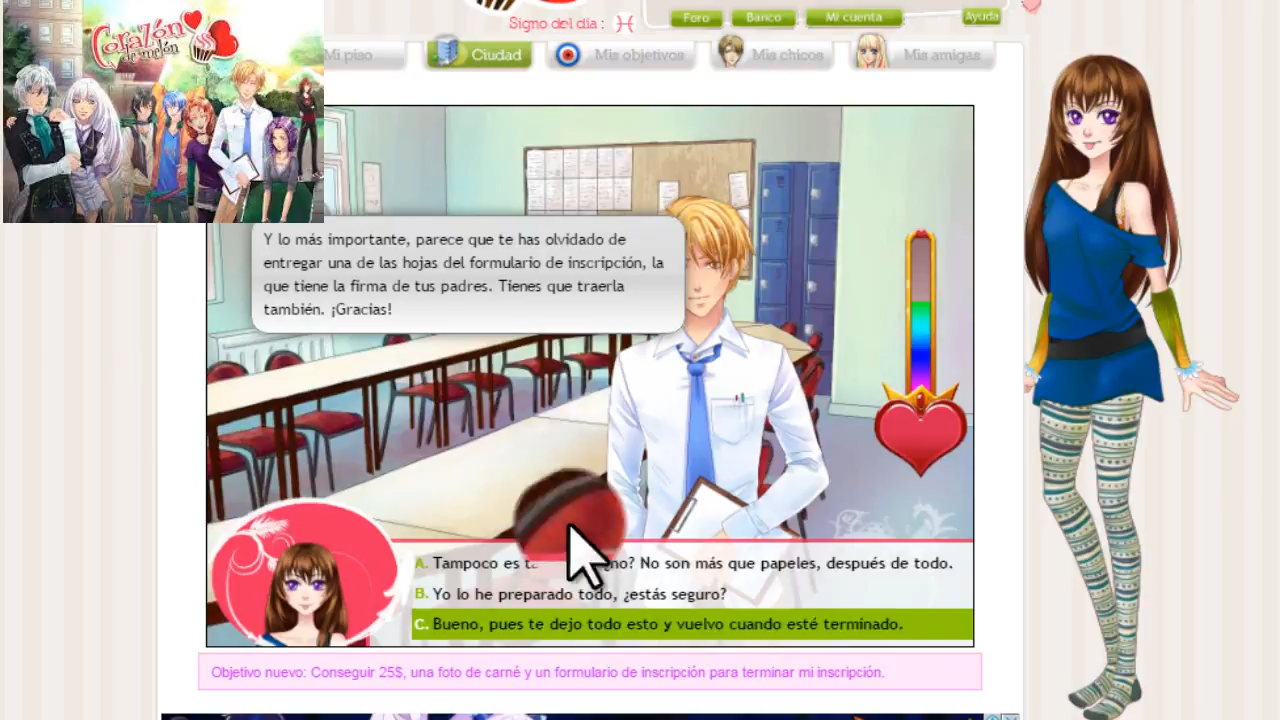 Corazón
de melón
Signo del día :
Foro
Banco
Mi cuenta
Ayuda
Mi piso
Ciudad
Mis objetivos
Mis chicos
Mis amigas
Y lo más importante, parece que te has olvidado de
entregar una de las hojas del formulario de inscripción, la
que tiene la firma de tus padres. Tienes que traerla
también. ¡Gracias!
A. Tampoco es no? No son más que papeles, después de todo.
B. Yo lo he preparado todo, ¿estás seguro?
C. Bueno, pues te dejo todo esto y vuelvo cuando esté terminado.
Objetivo nuevo: Conseguir 25$, una foto de carné y un formulario de inscripción para terminar mi inscripción.